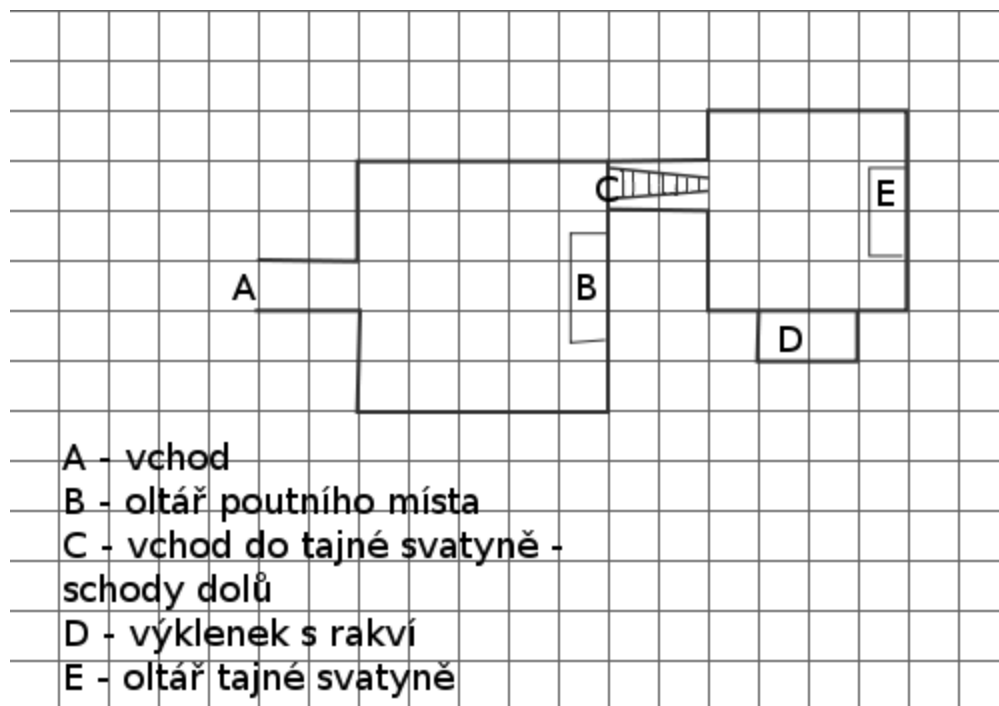 C
E
A
B
D
A - vchod
B - oltář poutního místa
C - vchod do tajné svatyně -
schody dolů
D - výklenek s rakví
E - oltář tajné svatyně